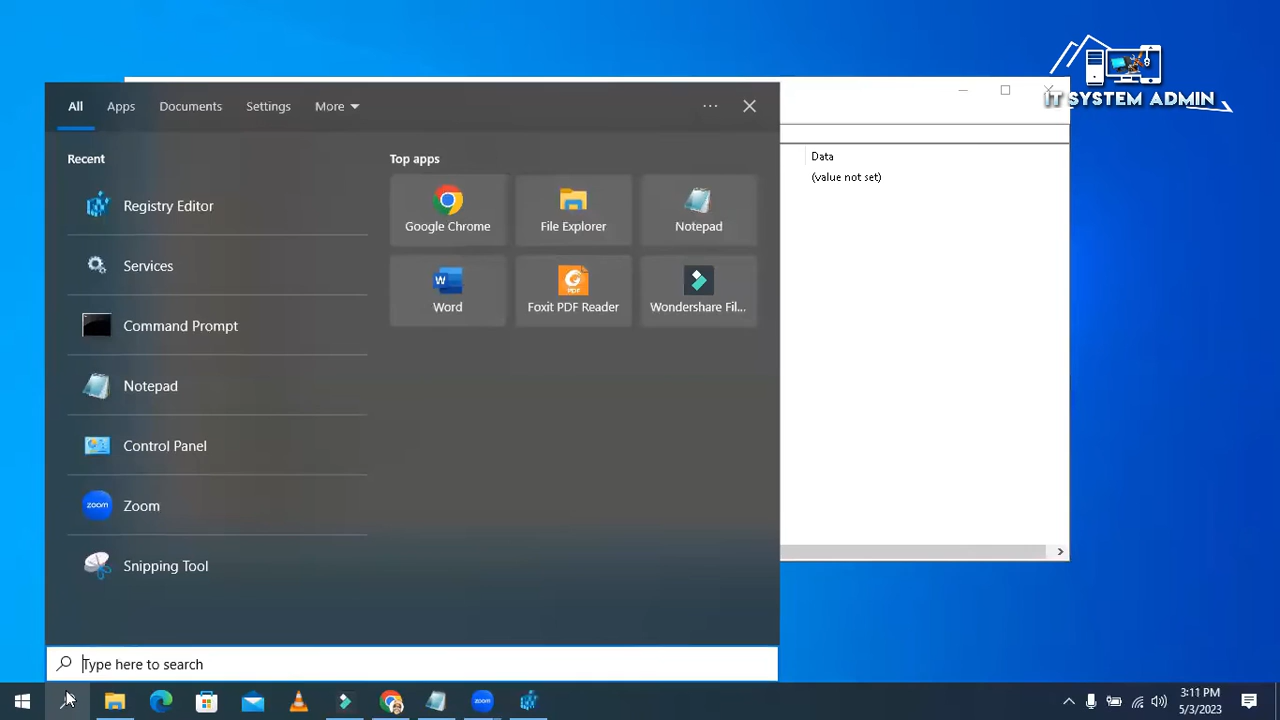 IT SYSTEM ADMIN
All Apps Documents Settings More ...
Recent
Registry Editor
Services
Command Prompt
Notepad
Control Panel
Zoom
zoom
Snipping Tool
Top apps
Google Chrome
File Explorer
Notepad
W
Word
PDF
Foxit PDF Reader
Wondershare Fil...
Data
(value not set)
Type here to search
zoom
3:11 PM
5/3/2023